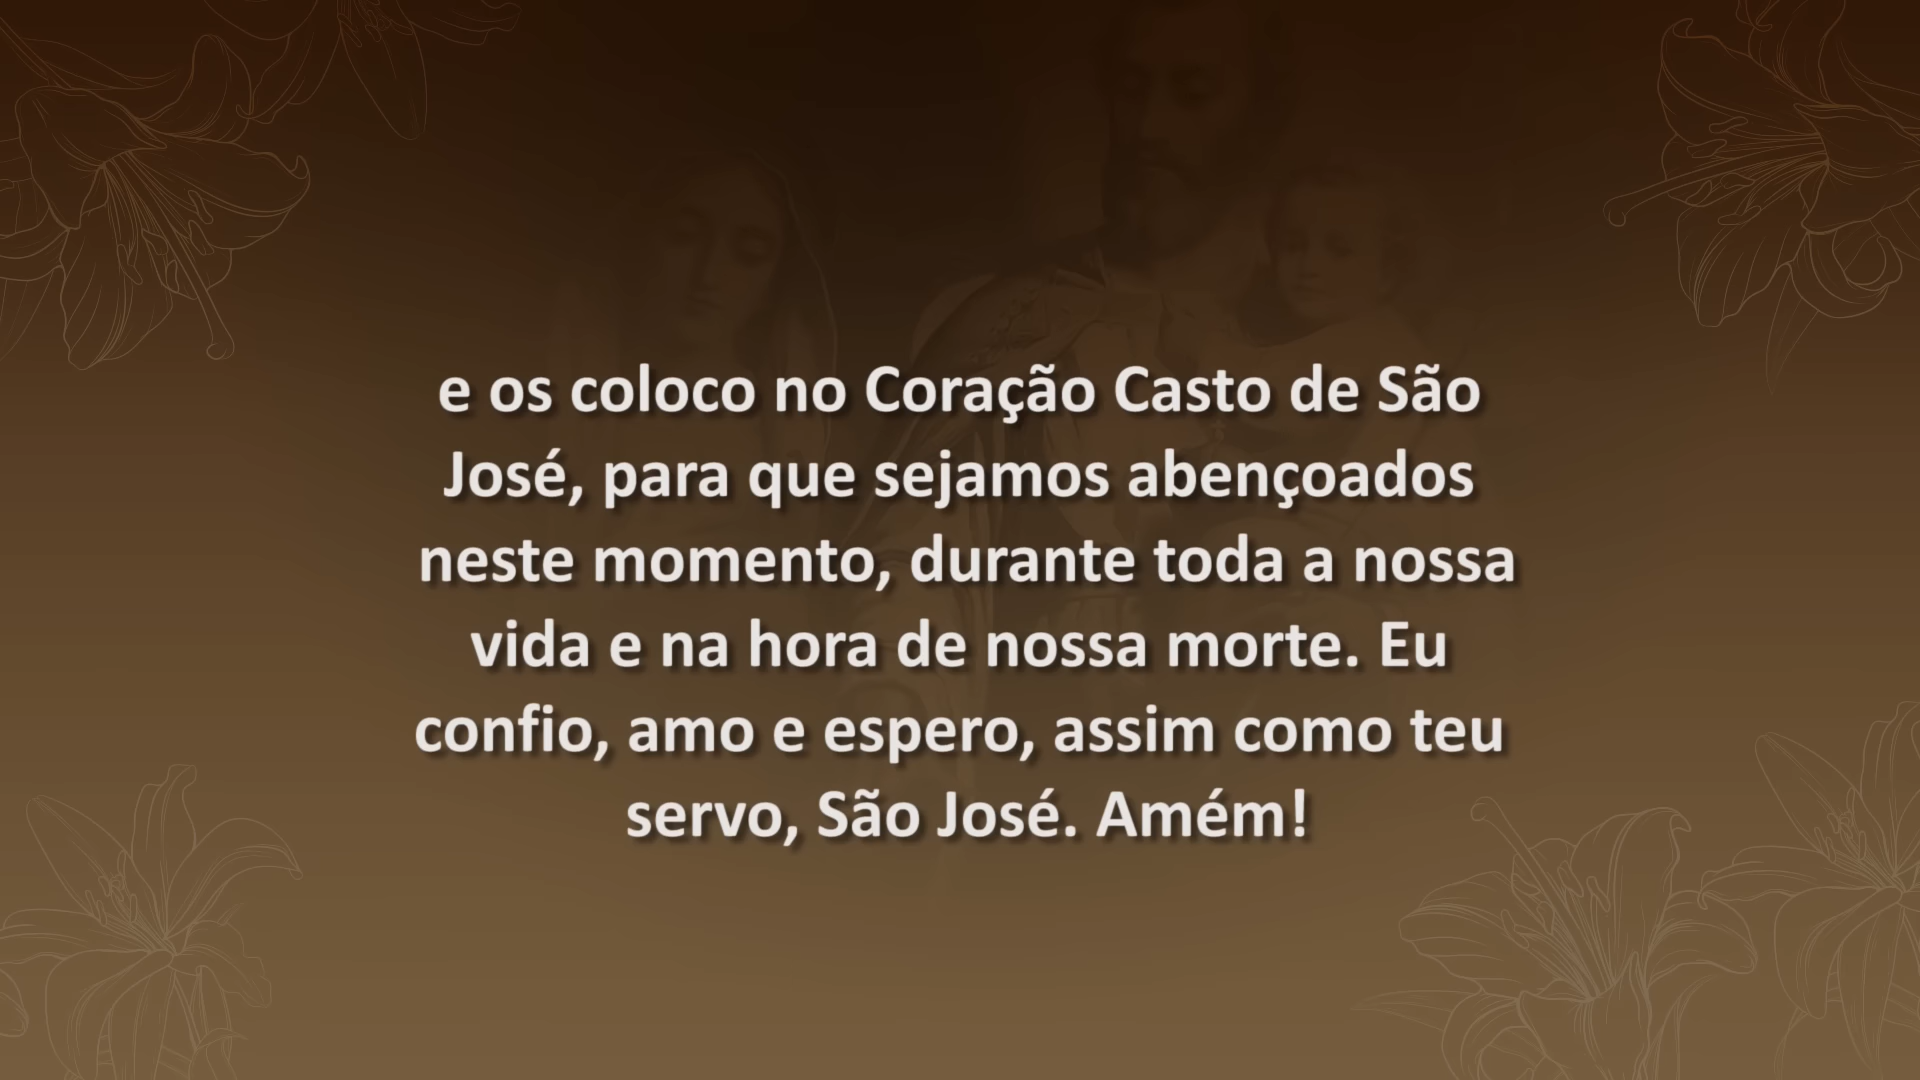 e os coloco no Coração Casto de São
José, para que sejamos abençoados
neste momento, durante toda a nossa
vida e na hora de nossa morte. Eu
confio, amo e espero, assim como teu
servo, São José. Amém!